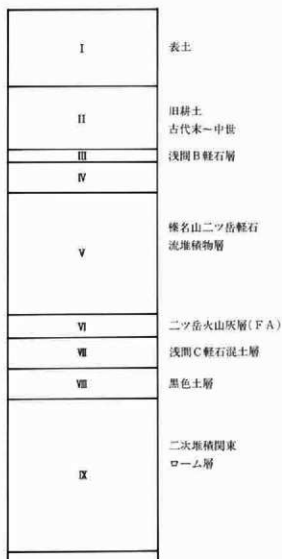 I 表土
II 旧耕土
古代末～中世
III 浅間B軽石層
IV
V 榛名山二ツ岳軽石
流堆積物層
VI 二ツ岳火山灰層(FA)
VII 浅間C軽石混土層
VIII 黒色土層
IX 二次堆積関東
ローム層